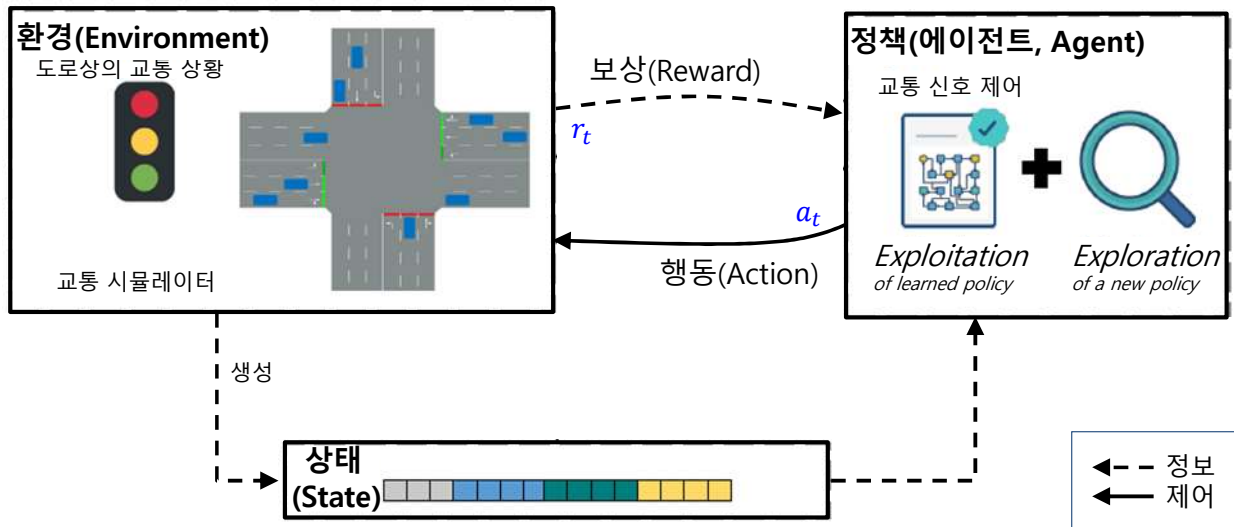 환경(Environment)
도로상의 교통 상황
교통 시뮬레이터
보상(Reward)
r_t
a_t
행동(Action)
정책(에이전트, Agent)
교통 신호 제어
Exploitation
of learned policy
Exploration
of a new policy
생성
상태
(State)
정보
제어